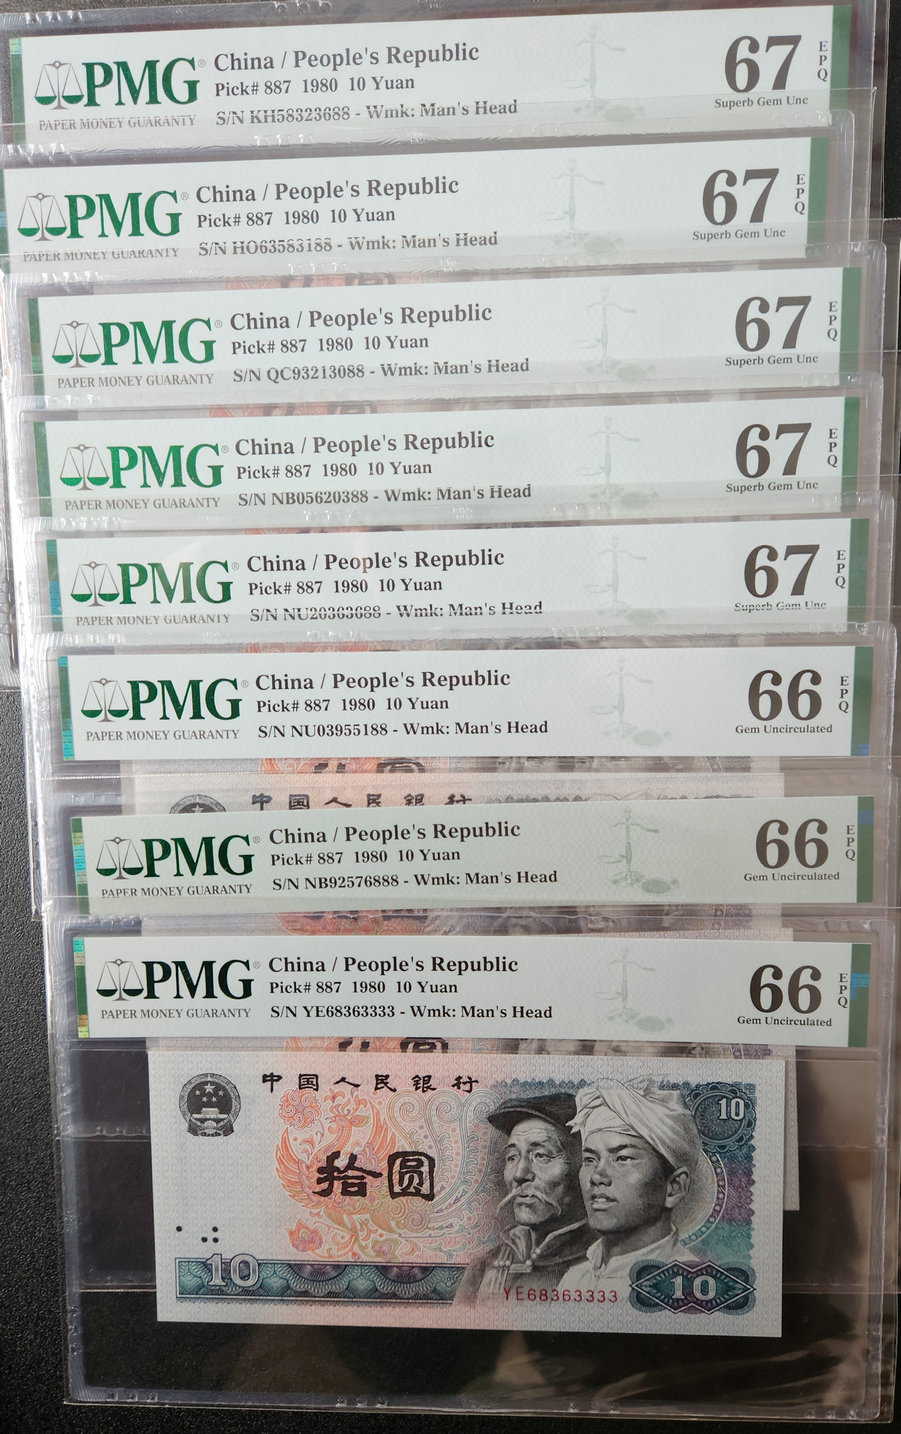 PMG®
PAPER MONEY GUARANTY
China / People's Republic
Pick# 887 1980 10 Yuan
S/N KH58323688 - Wmk: Man's Head
67
EPQ
Superb Gem Unc
PMG®
PAPER MONEY GUARANTY
China / People's Republic
Pick# 887 1980 10 Yuan
S/N HO63583188 - Wmk: Man's Head
67
EPQ
Superb Gem Unc
PMG®
PAPER MONEY GUARANTY
China / People's Republic
Pick# 887 1980 10 Yuan
S/N QC93213088 - Wmk: Man's Head
67
EPQ
Superb Gem Unc
PMG®
PAPER MONEY GUARANTY
China / People's Republic
Pick# 887 1980 10 Yuan
S/N NB05620388 - Wmk: Man's Head
67
EPQ
Superb Gem Unc
PMG®
PAPER MONEY GUARANTY
China / People's Republic
Pick# 887 1980 10 Yuan
S/N - Wmk: Man's Head
67
EPQ
Superb Gem Unc
PMG®
PAPER MONEY GUARANTY
China / People's Republic
Pick# 887 1980 10 Yuan
S/N NU03955188 - Wmk: Man's Head
66
EPQ
Gem Uncirculated
中国人民银行
PMG®
PAPER MONEY GUARANTY
China / People's Republic
Pick# 887 1980 10 Yuan
S/N NB92576888 - Wmk: Man's Head
66
EPQ
Gem Uncirculated
PMG®
PAPER MONEY GUARANTY
China / People's Republic
Pick# 887 1980 10 Yuan
S/N YE68363333 - Wmk: Man's Head
66
EPQ
Gem Uncirculated
中国人民银行
10
拾圆
10
10
YE68363333